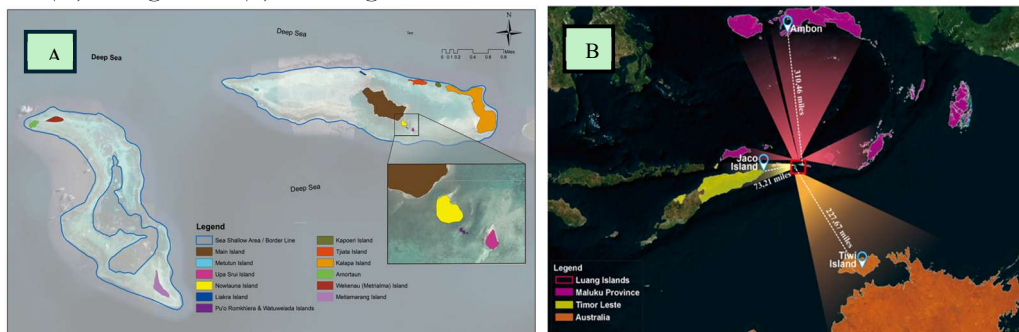 A
Deep Sea
Deep Sea
N
Miles
Deep Sea
Legend
Sea Shallow Area / Border Line
Main Island
Metutun Island
Upa Srui Island
Nowlauna Island
Liakra Island
Pu'o Romkhiera & Watuwelada Islands
Kapoeri Island
Tjiata Island
Kalapa Island
Amortaun
Wekenau (Metrialma) Island
Metiamarang Island
B
Ambon
310,46 miles
Jaco
Island
73,21 miles
227,67 miles
Tiwi
Island
Legend
Luang Islands
Maluku Province
Timor Leste
Australia